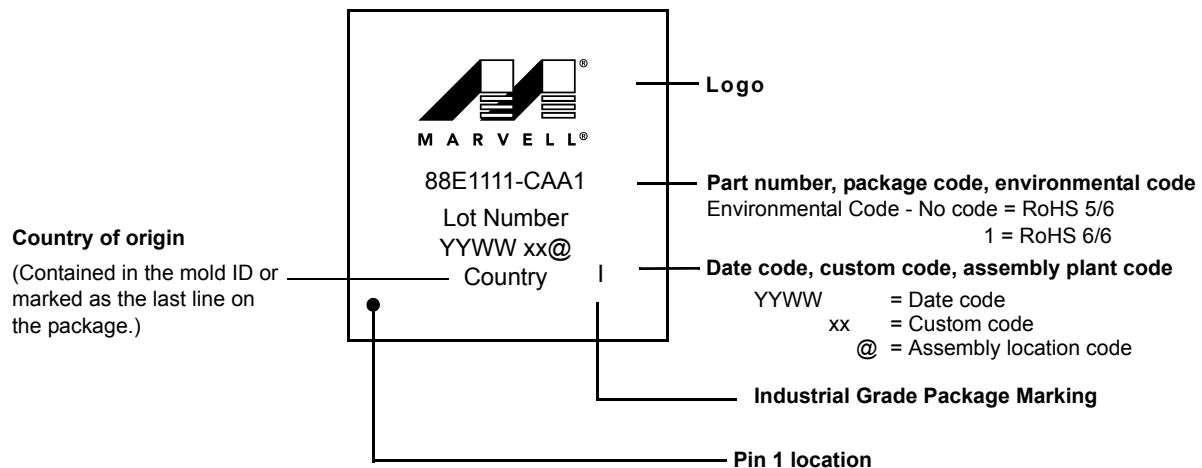 ®
MARVELL®
88E1111-CAA1
Lot Number
YYWW xx@
Country I
Country of origin
(Contained in the mold ID or
marked as the last line on
the package.)
Logo
Part number, package code, environmental code
Environmental Code - No code = RoHS 5/6
1 = RoHS 6/6
Date code, custom code, assembly plant code
YYWW = Date code
xx = Custom code
@ = Assembly location code
Industrial Grade Package Marking
Pin 1 location